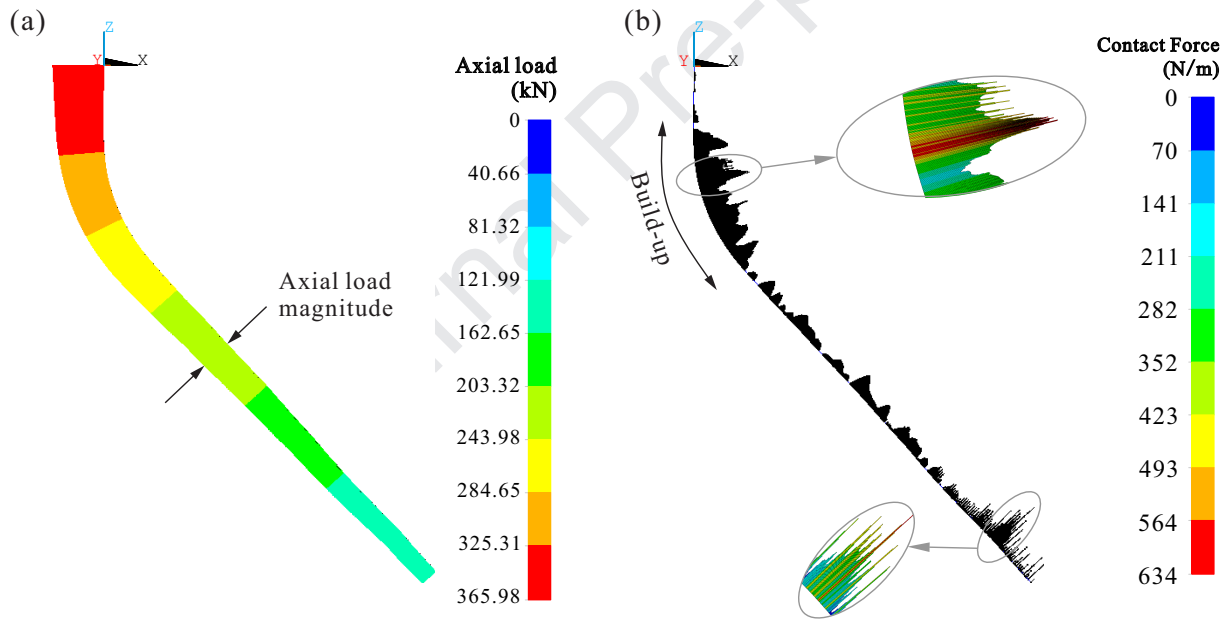 (a)
Z
Y
X
Axial load
(kN)
0
40.66
81.32
121.99
162.65
203.32
243.98
284.65
325.31
365.98
Axial load
magnitude
(b)
Z
Y
X
Build-up
Contact Force
(N/m)
0
70
141
211
282
352
423
493
564
634
nal Pre-p